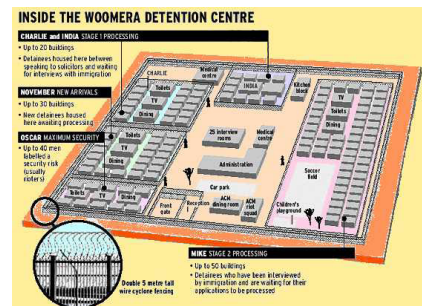 INSIDE THE WOOMERA DETENTION CENTRE
CHARLIE and INDIA STAGE 1 PROCESSING
• Up to 20 buildings
• Detainees housed here between
speaking to solicitors and waiting
for interviews with immigration
NOVEMBER NEW ARRIVALS
• Up to 30 buildings
• New detainees housed
here awaiting processing
OSCAR MAXIMUM SECURITY
• Up to 40 men
labelled a
security risk
(usually
rioters)
CHARLIE
Toilets
TV
Dining
Medical
centre
INDIA
Kitchen
block
Toilets
TV
Dining
Toilets
TV
Dining
Toilets
TV
Dining
25 interview
rooms
Medical
centre
Administration
Car park
Soccer
field
Front
gate
Reception
ACM
dining room
ACM
riot
squad
Children's
playground
Double 5 metre tall
wire cyclone fencing
MIKE STAGE 2 PROCESSING
• Up to 50 buildings
• Detainees who have been interviewed
by immigration and are waiting for their
applications to be processed